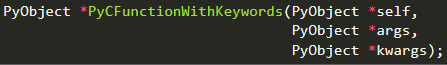 PyObject *PyCFunctionWithKeywords(PyObject *self,
                                  PyObject *args,
                                  PyObject *kwargs);